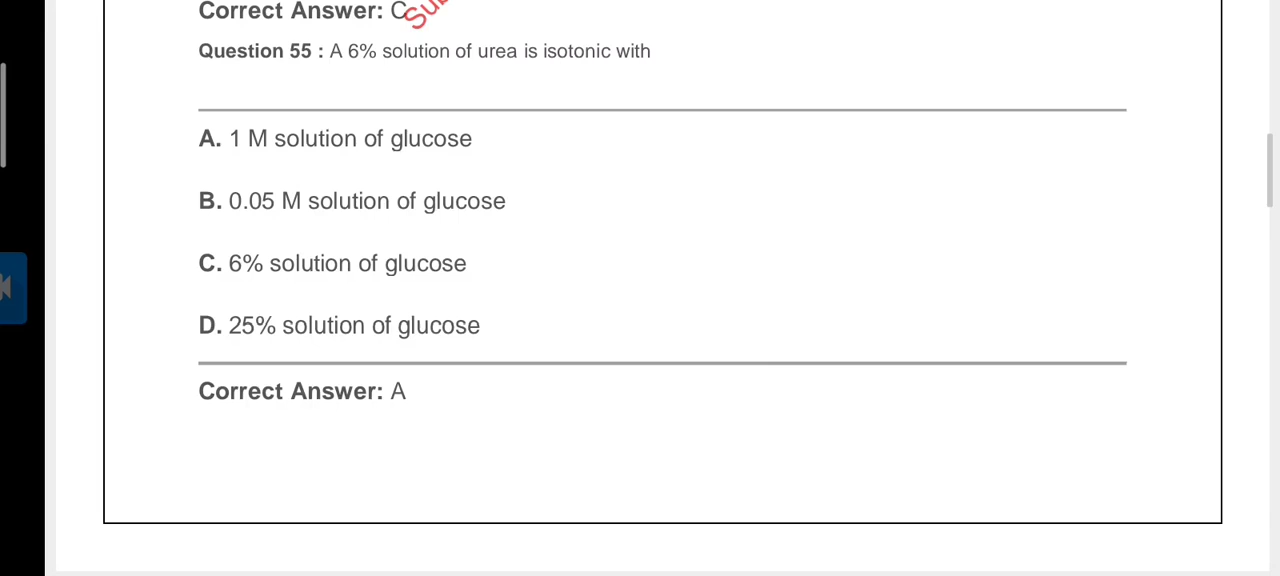 Correct Answer: C
Question 55 : A 6% solution of urea is isotonic with
A. 1 M solution of glucose
B. 0.05 M solution of glucose
C. 6% solution of glucose
D. 25% solution of glucose
Correct Answer: A